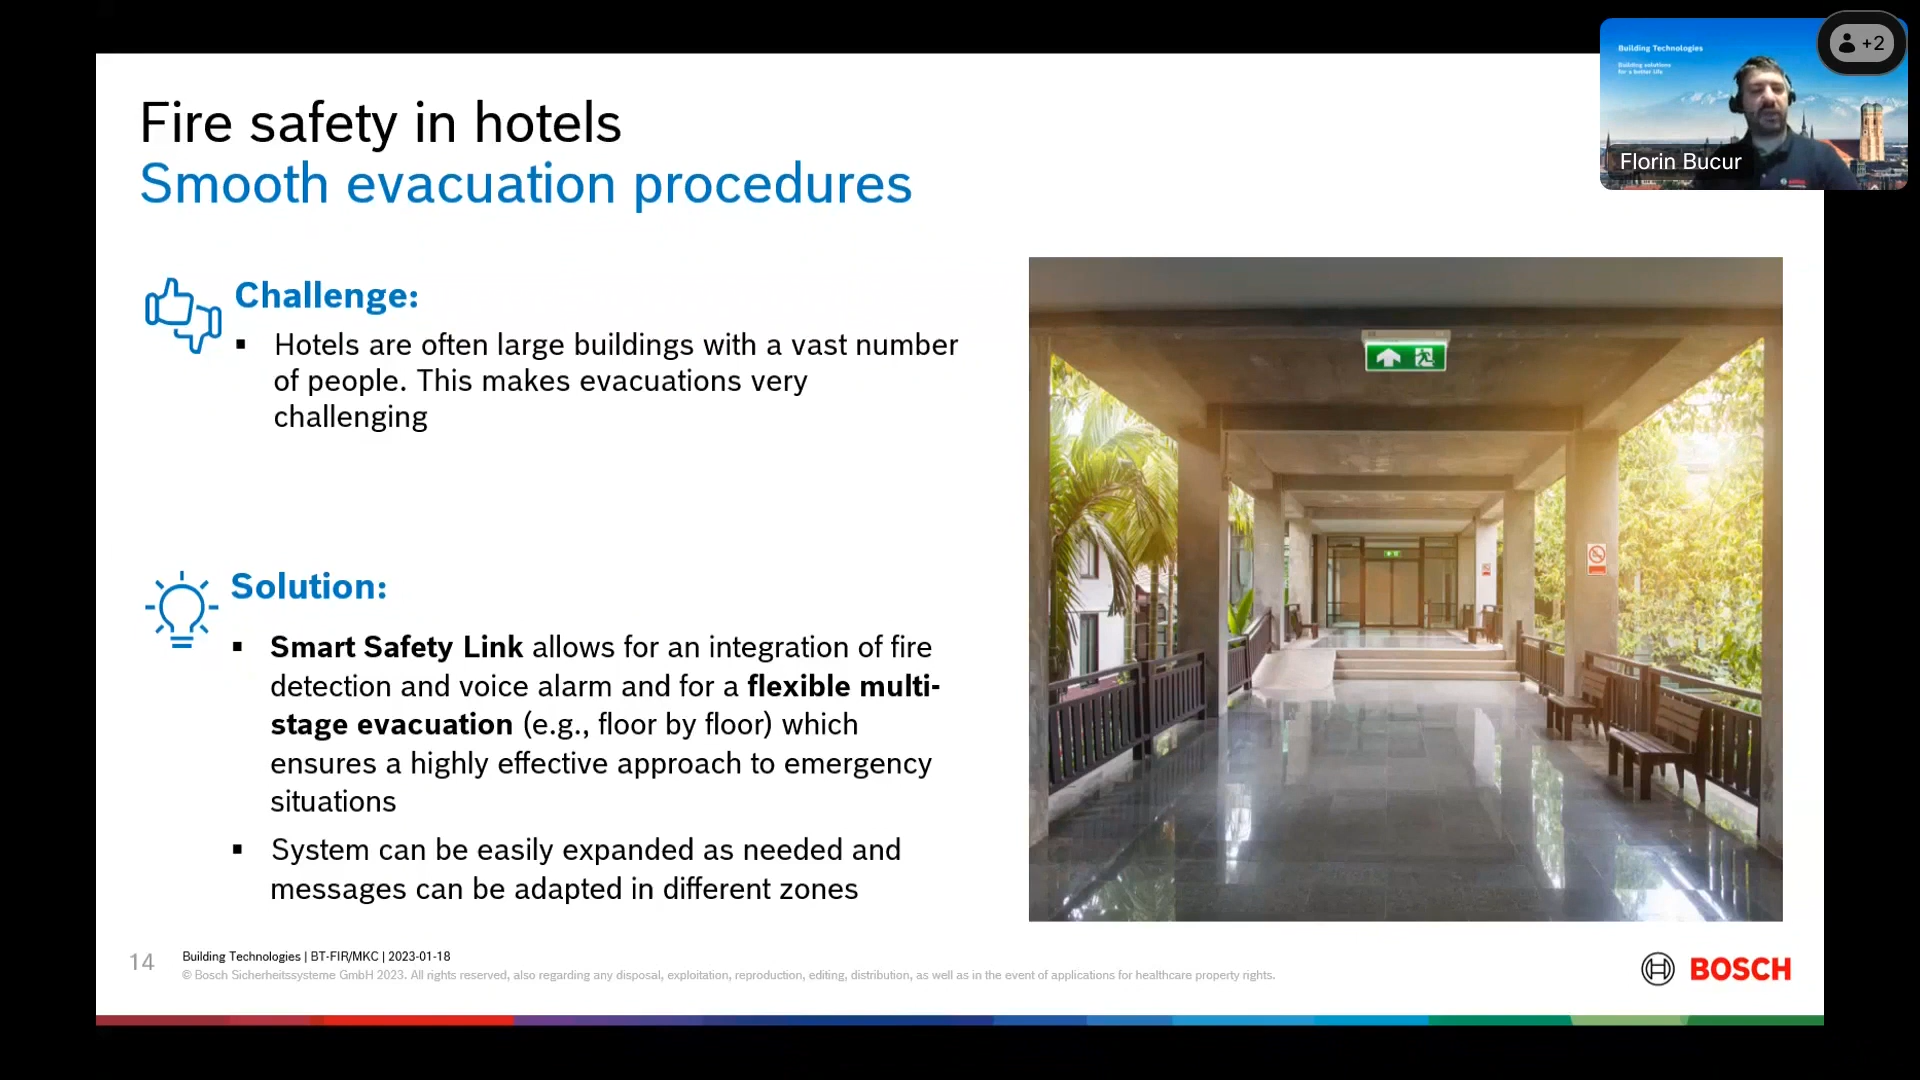 Fire safety in hotels
Smooth evacuation procedures
Building Technologies
Building solutions
for a better life
+2
Florin Bucur
Challenge:
▪ Hotels are often large buildings with a vast number
of people. This makes evacuations very
challenging
Solution:
▪ Smart Safety Link allows for an integration of fire
detection and voice alarm and for a flexible multi-
stage evacuation (e.g., floor by floor) which
ensures a highly effective approach to emergency
situations
▪ System can be easily expanded as needed and
messages can be adapted in different zones
14
Building Technologies | BT-FIR/MKC | 2023-01-18
© Bosch Sicherheitssysteme GmbH 2023. All rights reserved, also regarding any disposal, exploitation, reproduction, editing, distribution, as well as in the event of applications for healthcare property rights.
BOSCH